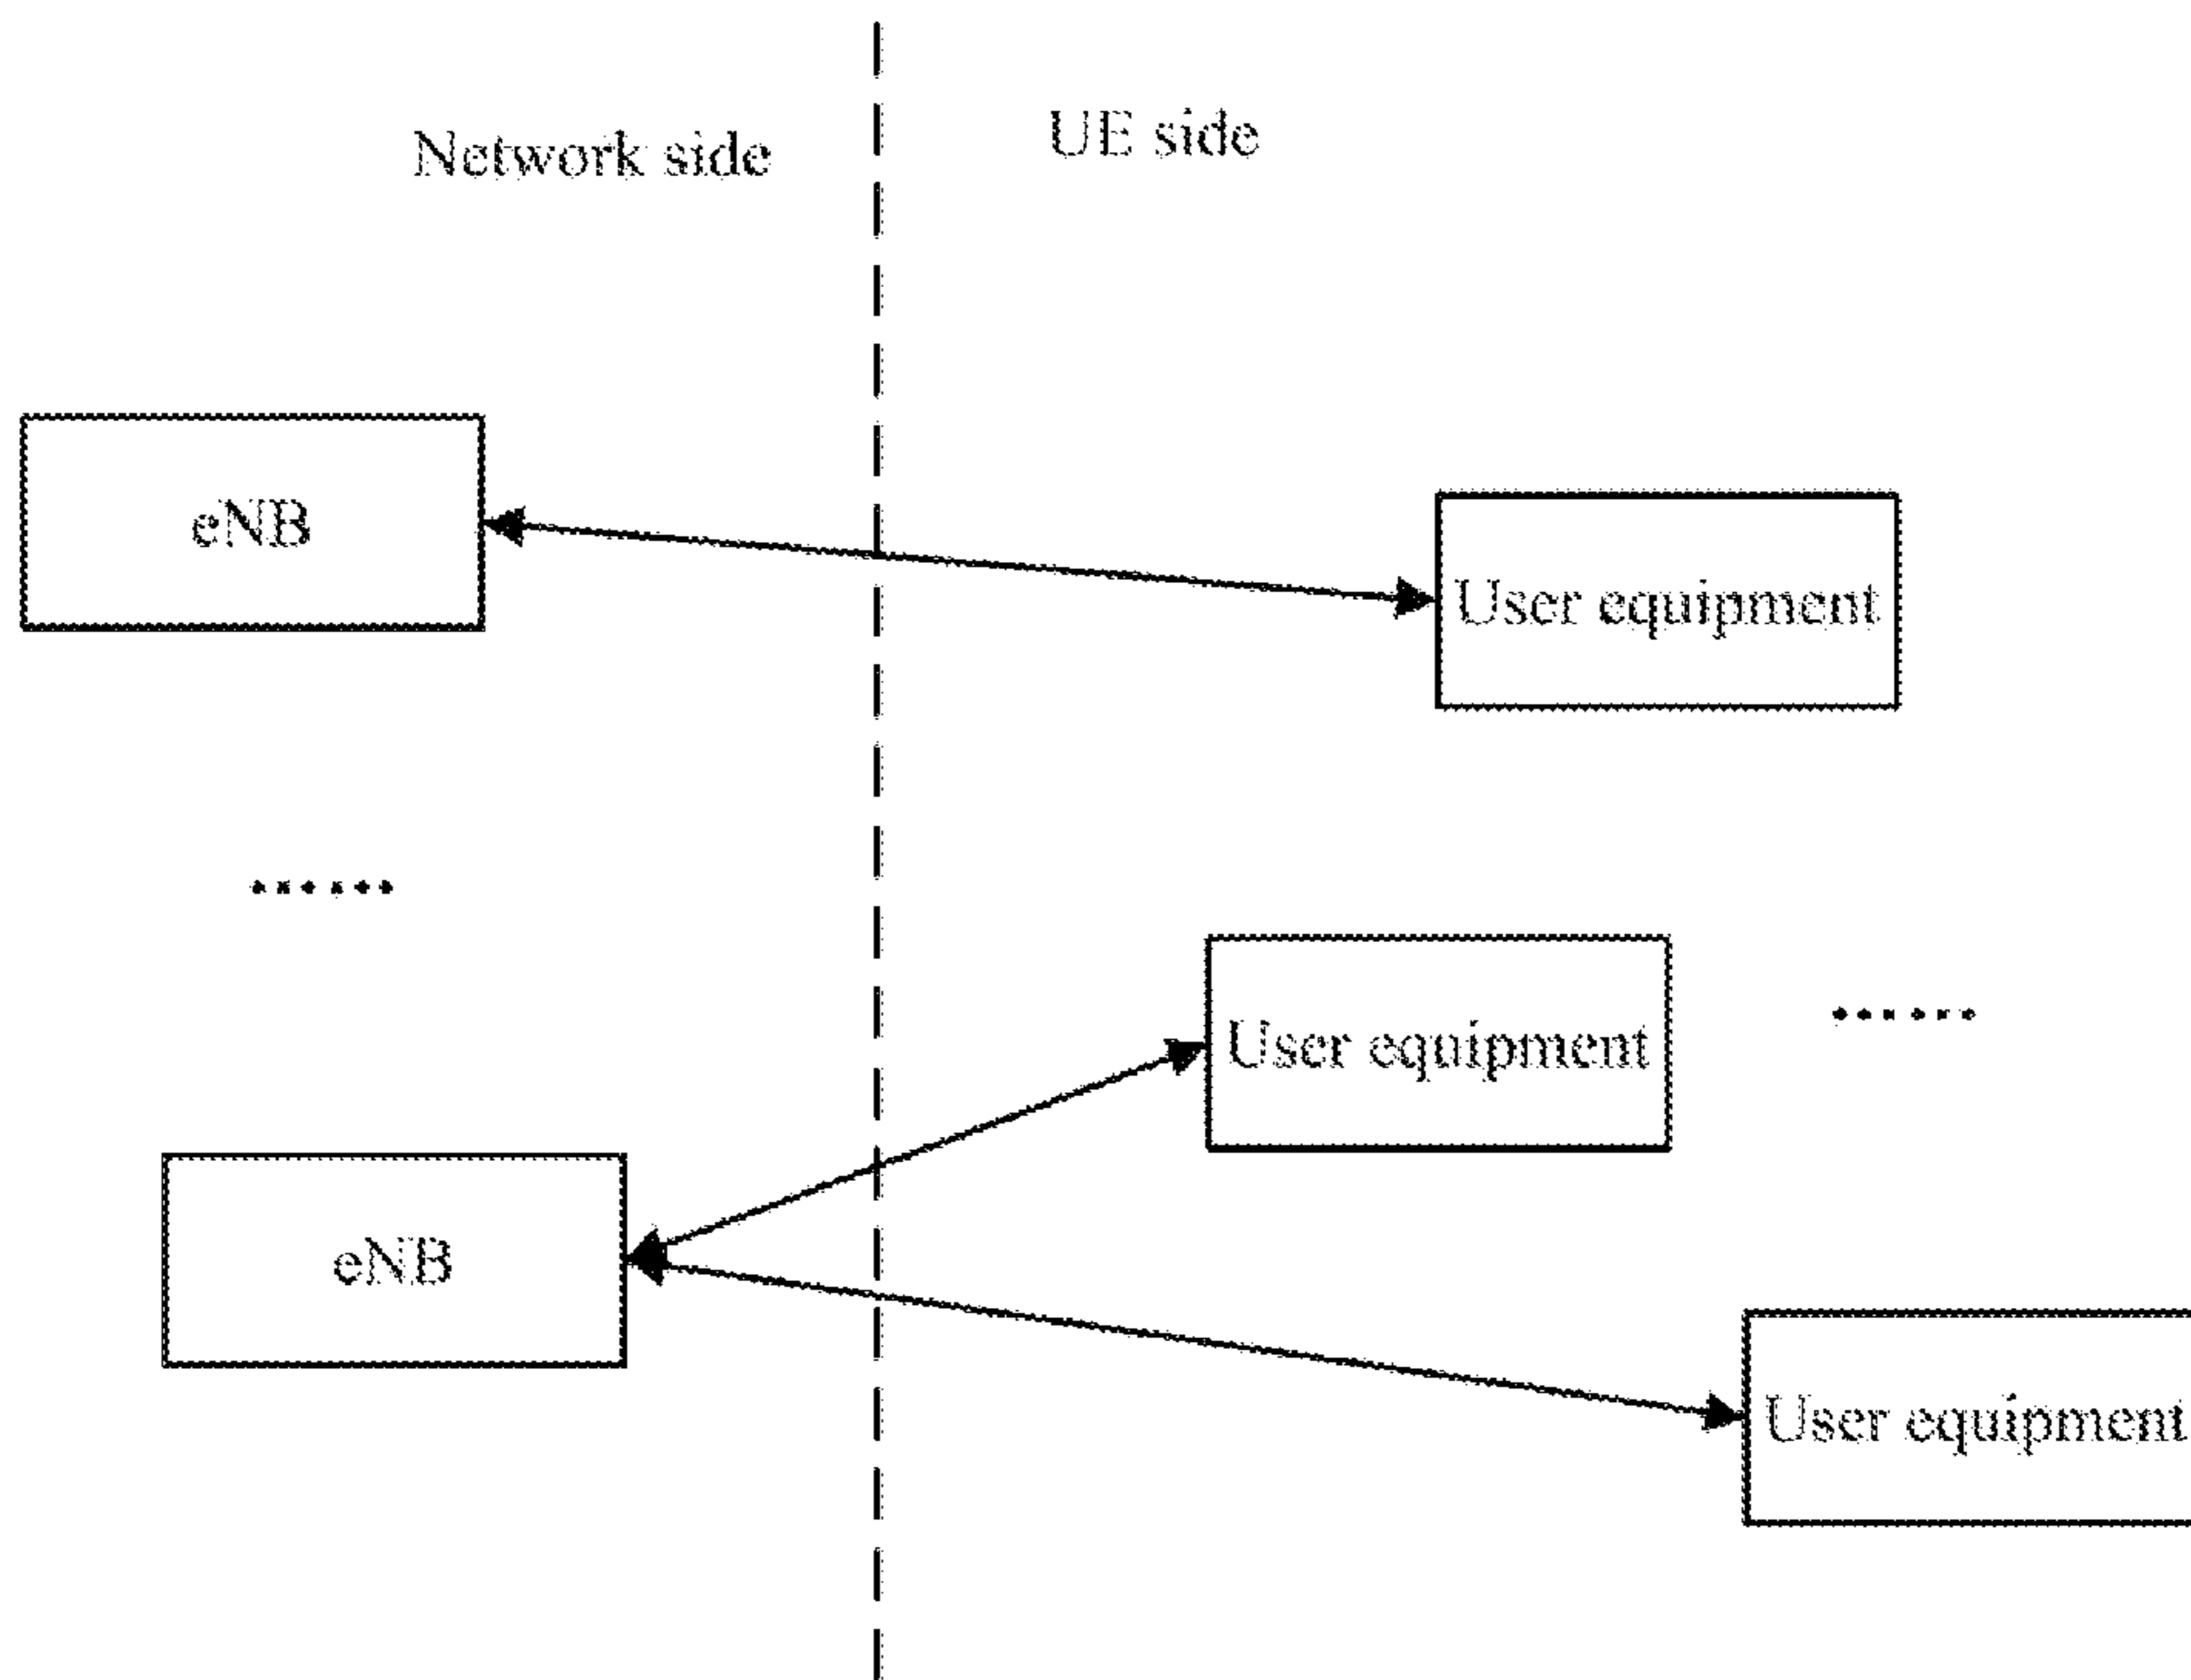 Network side
UE side
eNB
User equipment
......
User equipment
......
eNB
User equipment